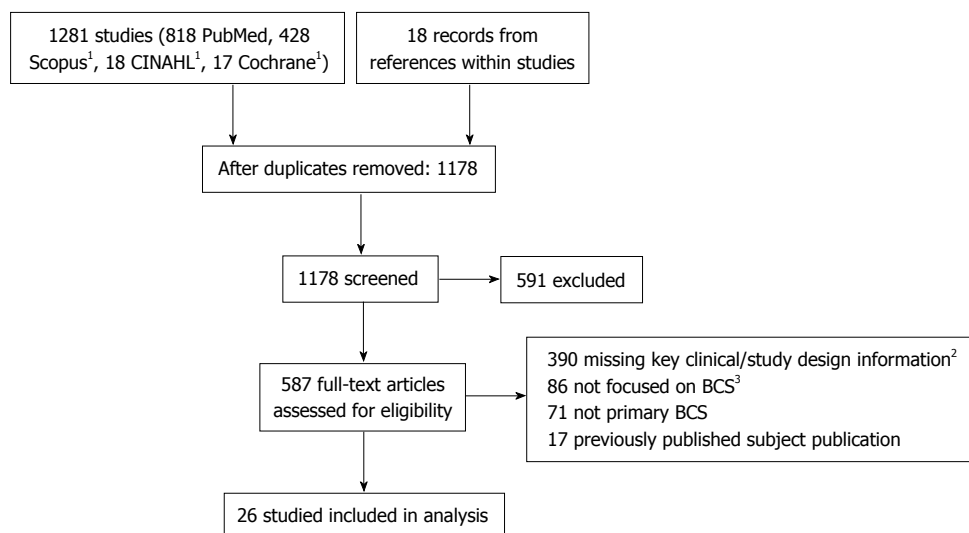 1281 studies (818 PubMed, 428
Scopus¹, 18 CINAHL¹, 17 Cochrane¹)
18 records from
references within studies
After duplicates removed: 1178
1178 screened
591 excluded
587 full-text articles
assessed for eligibility
390 missing key clinical/study design information²
86 not focused on BCS³
71 not primary BCS
17 previously published subject publication
26 studied included in analysis